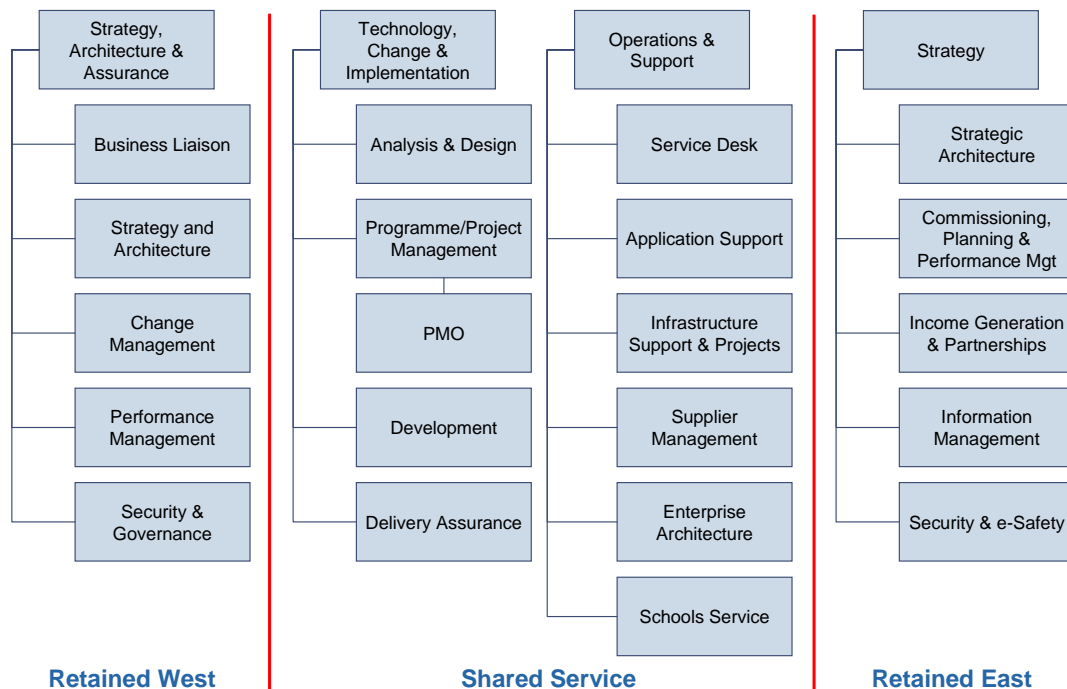 Strategy,
Architecture &
Assurance
Business Liaison
Strategy and
Architecture
Change
Management
Performance
Management
Security &
Governance
Retained West
Technology,
Change &
Implementation
Analysis & Design
Programme/Project
Management
PMO
Development
Delivery Assurance
Operations &
Support
Service Desk
Application Support
Infrastructure
Support & Projects
Supplier
Management
Enterprise
Architecture
Schools Service
Shared Service
Strategy
Strategic
Architecture
Commissioning,
Planning &
Performance Mgt
Income Generation
& Partnerships
Information
Management
Security & e-Safety
Retained East